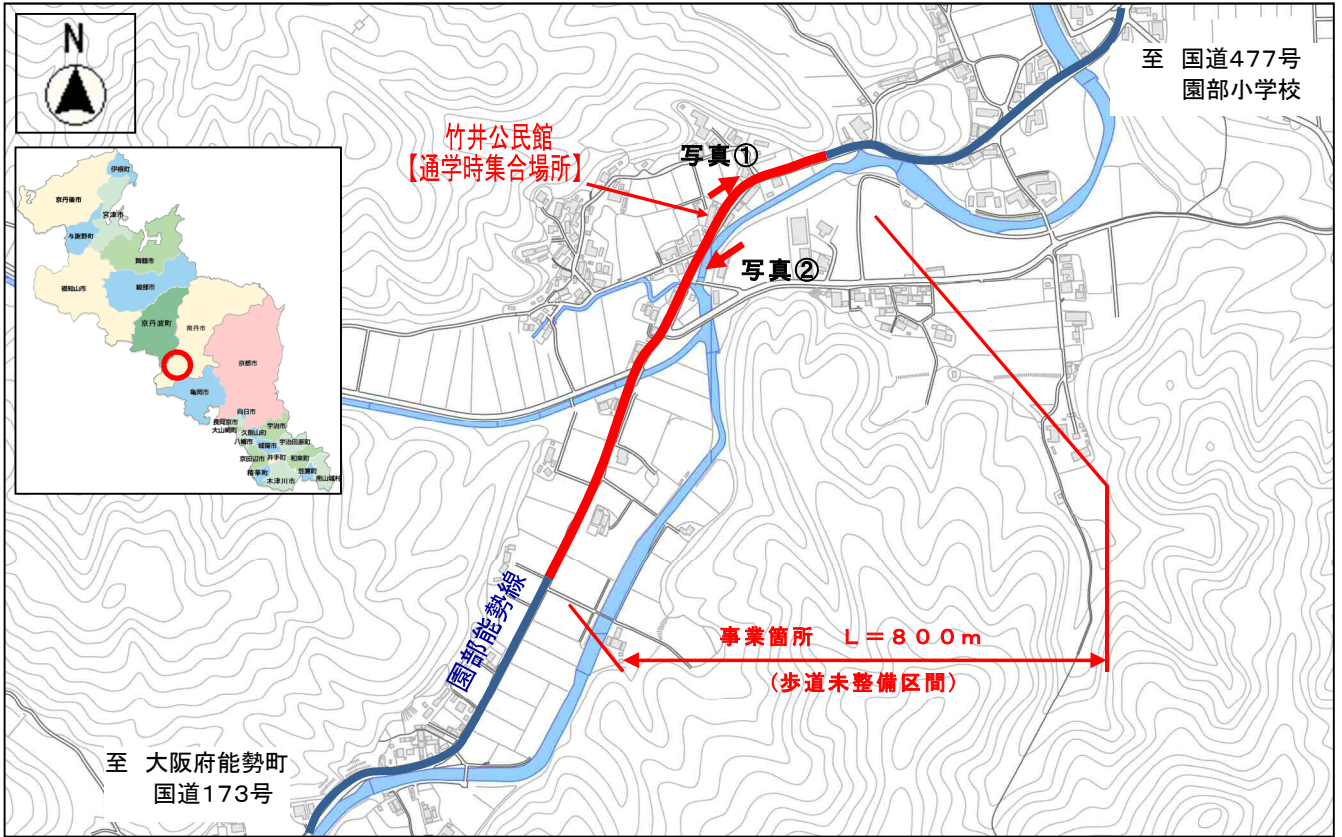 N
至 国道477号
園部小学校
竹井公民館
【通学時集合場所】
写真①
写真②
伊根町
京丹後市
宮津市
与謝野町
舞鶴市
福知山市
綾部市
京丹波町
南丹市
京都市
亀岡市
向日市
長岡京市
大山崎町
久御山町
宇治市
八幡市
城陽市
宇治田原町
京田辺市
井手町
和束町
精華町
笠置町
南山城村
木津川市
園部能勢線
事業箇所 L=800m
(歩道未整備区間)
至 大阪府能勢町
国道173号